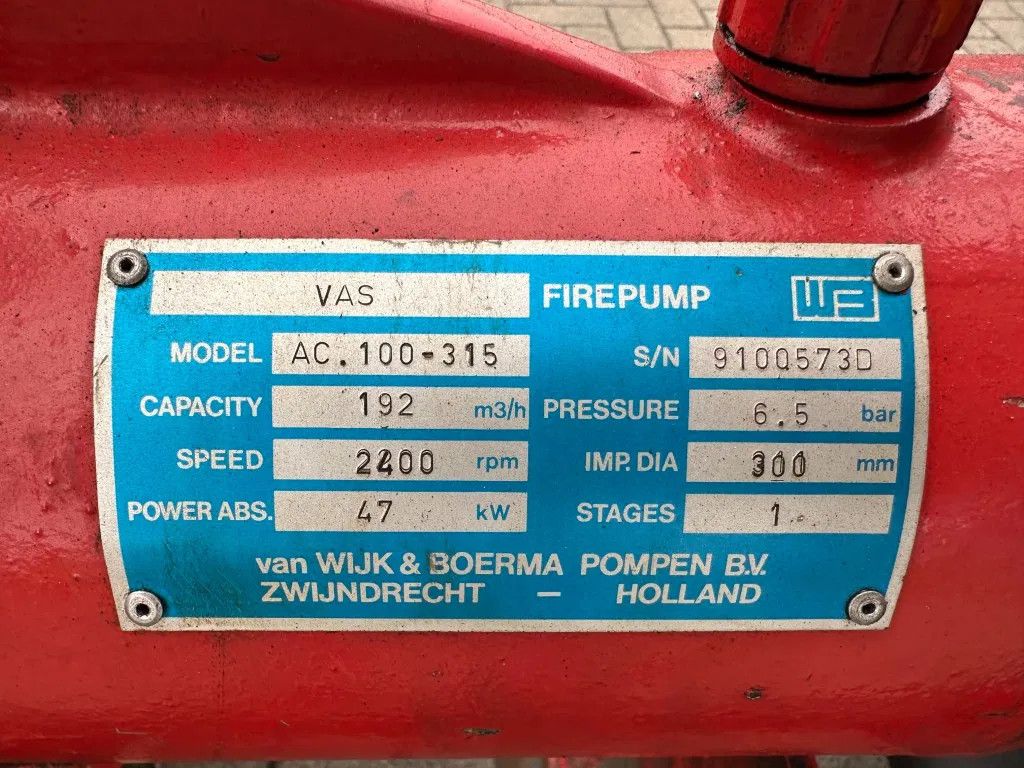 VAS FIREPUMP WB
MODEL AC.100-315 S/N 9100573D
CAPACITY 192 m3/h PRESSURE 6.5 bar
SPEED 2400 rpm IMP. DIA 300 mm
POWER ABS. 47 kW STAGES 1
van WIJK & BOERMA POMPEN B.V.
ZWIJNDRECHT — HOLLAND